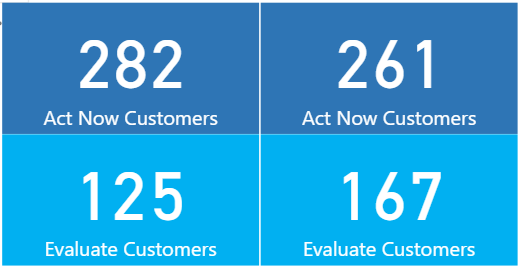 282 261
Act Now Customers Act Now Customers
125 167
Evaluate Customers Evaluate Customers